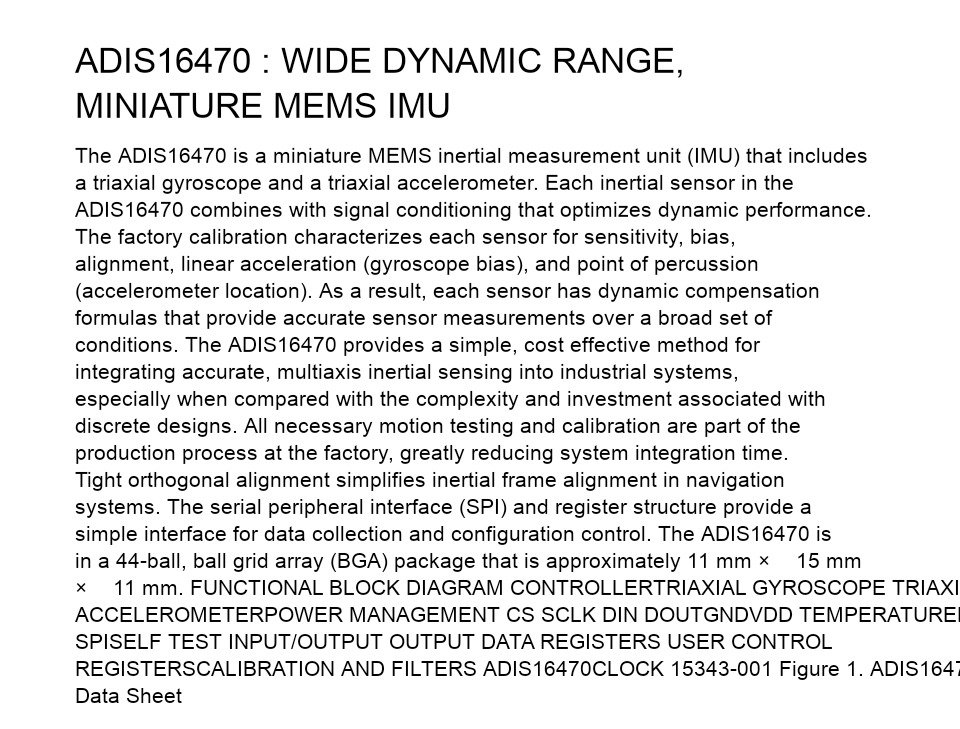 ADIS16470 : WIDE DYNAMIC RANGE,
MINIATURE MEMS IMU
The ADIS16470 is a miniature MEMS inertial measurement unit (IMU) that includes
a triaxial gyroscope and a triaxial accelerometer. Each inertial sensor in the
ADIS16470 combines with signal conditioning that optimizes dynamic performance.
The factory calibration characterizes each sensor for sensitivity, bias,
alignment, linear acceleration (gyroscope bias), and point of percussion
(accelerometer location). As a result, each sensor has dynamic compensation
formulas that provide accurate sensor measurements over a broad set of
conditions. The ADIS16470 provides a simple, cost effective method for
integrating accurate, multiaxis inertial sensing into industrial systems,
especially when compared with the complexity and investment associated with
discrete designs. All necessary motion testing and calibration are part of the
production process at the factory, greatly reducing system integration time.
Tight orthogonal alignment simplifies inertial frame alignment in navigation
systems. The serial peripheral interface (SPI) and register structure provide a
simple interface for data collection and configuration control. The ADIS16470 is
in a 44-ball, ball grid array (BGA) package that is approximately 11 mm × 15 mm
× 11 mm. FUNCTIONAL BLOCK DIAGRAM CONTROLLERTRIAXIAL GYROSCOPE TRIAXI
ACCELEROMETERPOWER MANAGEMENT CS SCLK DIN DOUTGNDVDD TEMPERATURE
SPISELF TEST INPUT/OUTPUT OUTPUT DATA REGISTERS USER CONTROL
REGISTERSCALIBRATION AND FILTERS ADIS16470CLOCK 15343-001 Figure 1. ADIS1647
Data Sheet